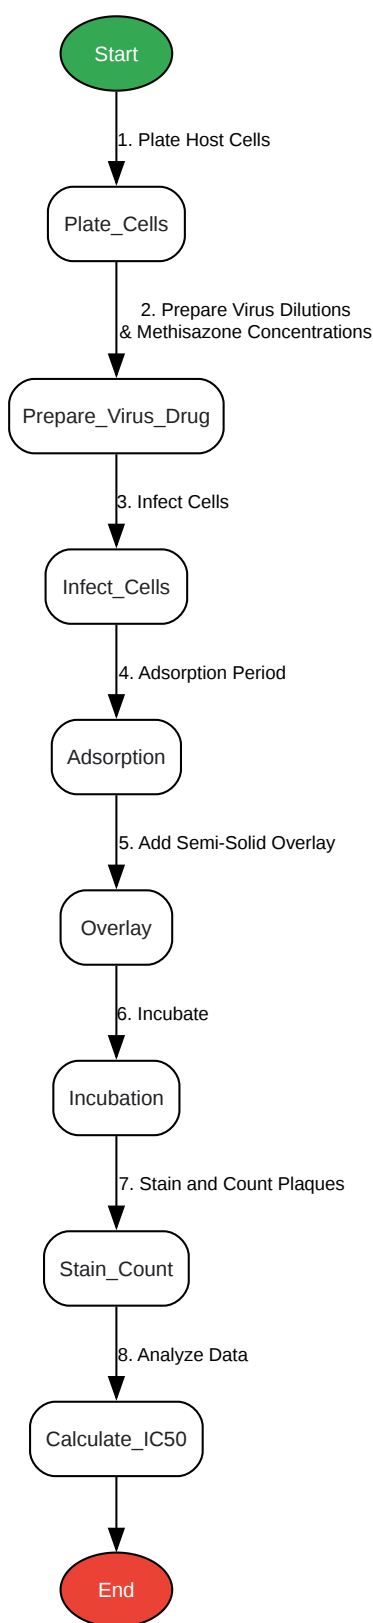 Start
1. Plate Host Cells
Plate_Cells
2. Prepare Virus Dilutions
& Methisazone Concentrations
Prepare_Virus_Drug
3. Infect Cells
Infect_Cells
4. Adsorption Period
Adsorption
5. Add Semi-Solid Overlay
Overlay
6. Incubate
Incubation
7. Stain and Count Plaques
Stain_Count
8. Analyze Data
Calculate_IC50
End